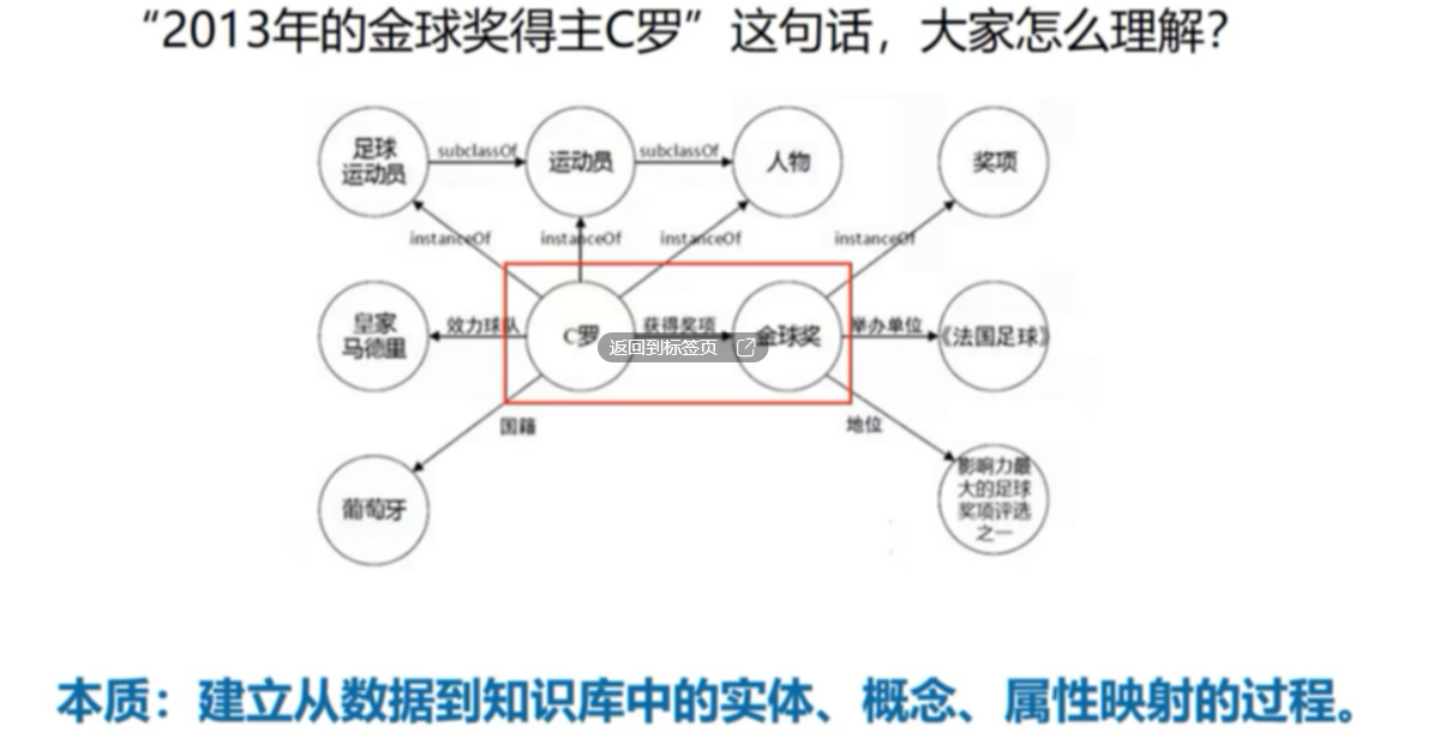 “2013年的金球奖得主C罗”这句话，大家怎么理解？
足球
运动员
subclassOf
运动员
subclassOf
人物
奖项
instanceOf
instanceOf
instanceOf
instanceOf
皇家
马德里
效力球队
C罗
获得奖项
金球奖
举办单位
《法国足球》
返回到标签页
国籍
地位
葡萄牙
影响力最
大的足球
奖项评选
之一
本质：建立从数据到知识库中的实体、概念、属性映射的过程。